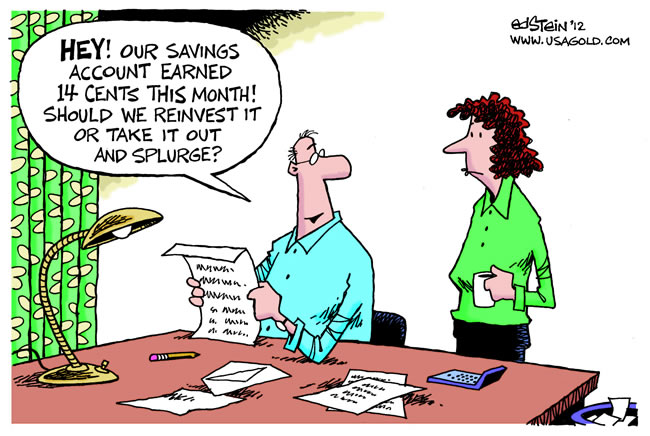 edStein '12
www.usagold.com
HEY! OUR SAVINGS
ACCOUNT EARNED
14 CENTS THIS MONTH!
SHOULD WE REINVEST IT
OR TAKE IT OUT
AND SPLURGE?